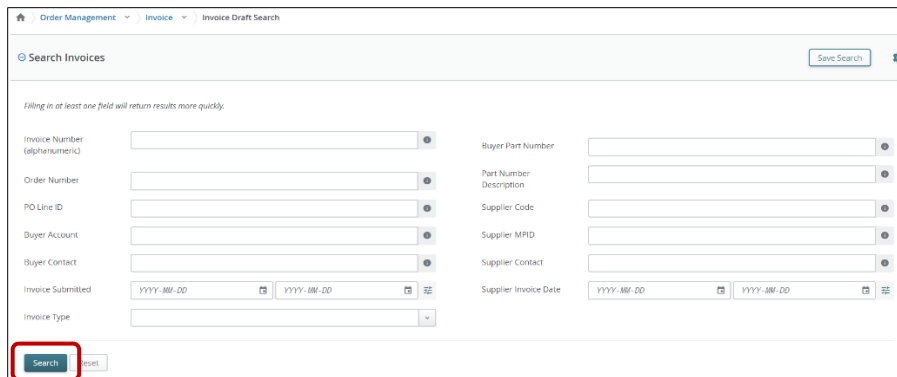 Order Management Invoice Invoice Draft Search
Search Invoices Save Search
Filling in at least one field will return results more quickly.
Invoice Number
(alphanumeric)
Buyer Part Number
Order Number
Part Number
Description
PO Line ID
Supplier Code
Buyer Account
Supplier MPID
Buyer Contact
Supplier Contact
Invoice Submitted YYYY-MM-DD YYYY-MM-DD
Supplier Invoice Date YYYY-MM-DD YYYY-MM-DD
Invoice Type
Search Reset